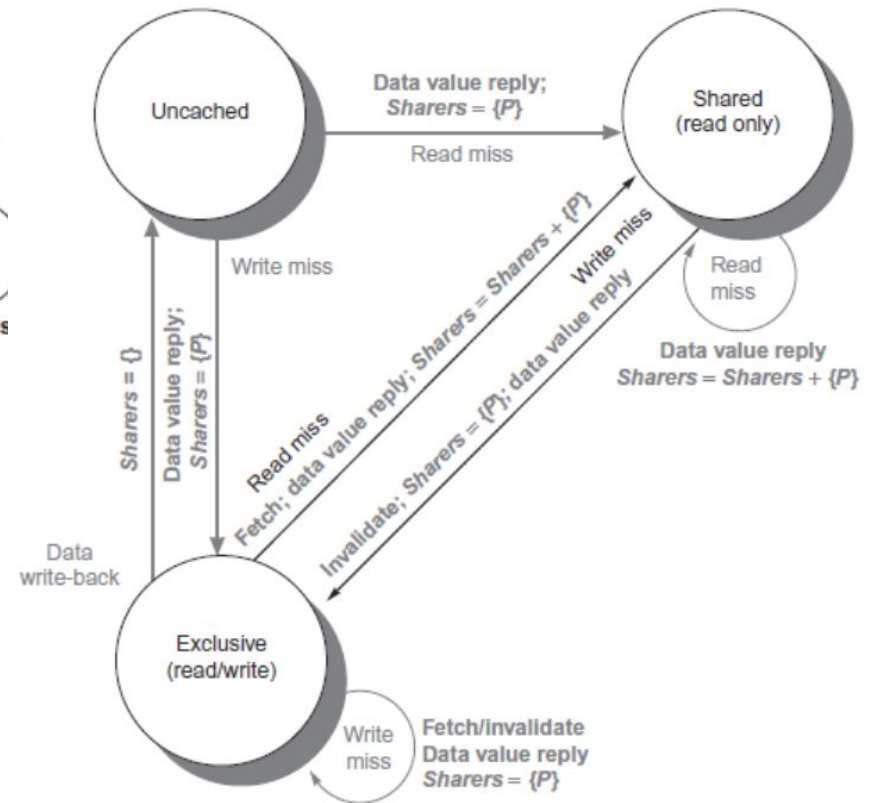 Uncached
Data value reply;
Sharers = {P}
Read miss
Shared
(read only)
s
Write miss
Sharers = {}
Data value reply;
Sharers = {P}
Read miss
Fetch; data value reply; Sharers = Sharers + {P}
Write miss
Invalidate; Sharers = {P}; data value reply
Read
miss
Data value reply
Sharers = Sharers + {P}
Data
write-back
Exclusive
(read/write)
Write
miss
Fetch/invalidate
Data value reply
Sharers = {P}